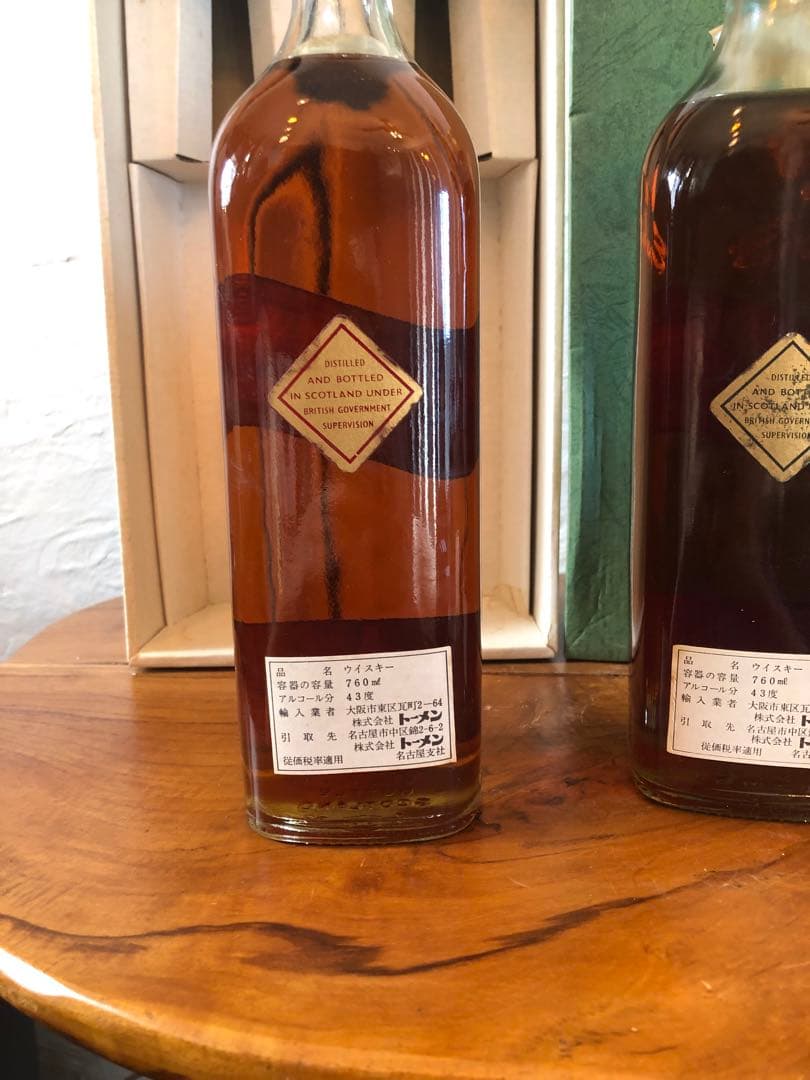 DISTILLED
AND BOTTLED
IN SCOTLAND UNDER
BRITISH GOVERNMENT
SUPERVISION
品 名 ウイスキー
容器の容量 760㎖
アルコール分 43度
輸入業者 大阪市東区瓦町2-64
株式会社 トーメン
引取先 名古屋市中区錦2-6-2
株式会社 トーメン
名古屋支社
従価税率適用
DISTILLED
AND BOTT
IN SCOTLAND
BRITISH GOVERN
SUPERVISION
品 名 ウイスキー
容器の容量 760㎖
アルコール分 43度
輸入業者 大阪市東区瓦
株式会社
引取先 名古屋市中区
株式会社
従価税率適用